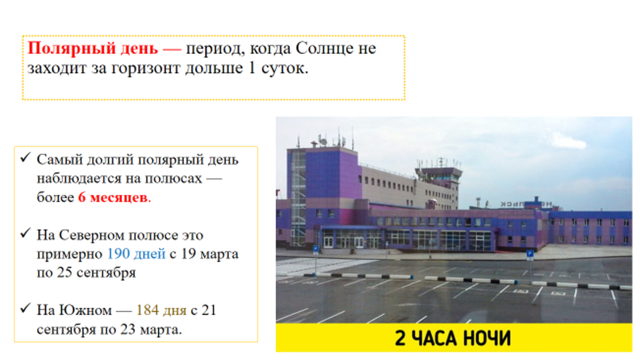 Полярный день — период, когда Солнце не
заходит за горизонт дольше 1 суток.
Самый долгий полярный день
наблюдается на полюсах —
более 6 месяцев.
На Северном полюсе это
примерно 190 дней с 19 марта
по 25 сентября
На Южном — 184 дня с 21
сентября по 23 марта.
2 ЧАСА НОЧИ